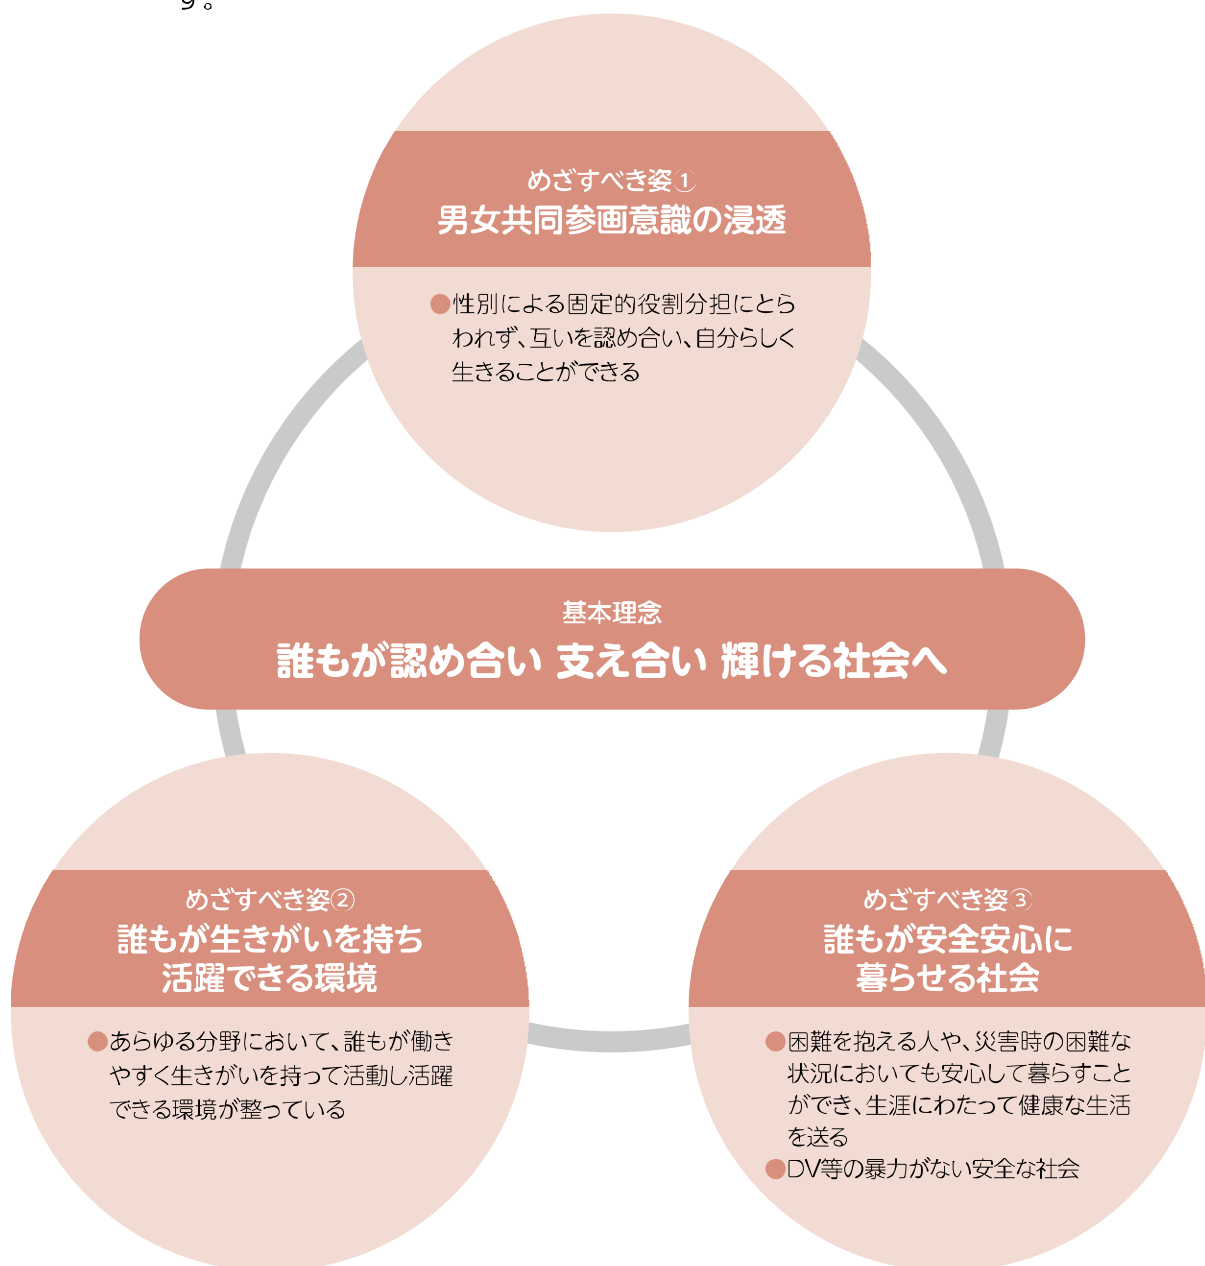 す。
めざすべき姿①
男女共同参画意識の浸透
●性別による固定的役割分担にとら
われず、互いを認め合い、自分らしく
生きることができる
基本理念
誰もが認め合い 支え合い 輝ける社会へ
めざすべき姿②
誰もが生きがいを持ち
活躍できる環境
●あらゆる分野において、誰もが働き
やすく生きがいを持って活動し活躍
できる環境が整っている
めざすべき姿③
誰もが安全安心に
暮らせる社会
●困難を抱える人や、災害時の困難な
状況においても安心して暮らすこと
ができ、生涯にわたって健康な生活
を送る
●DV等の暴力がない安全な社会